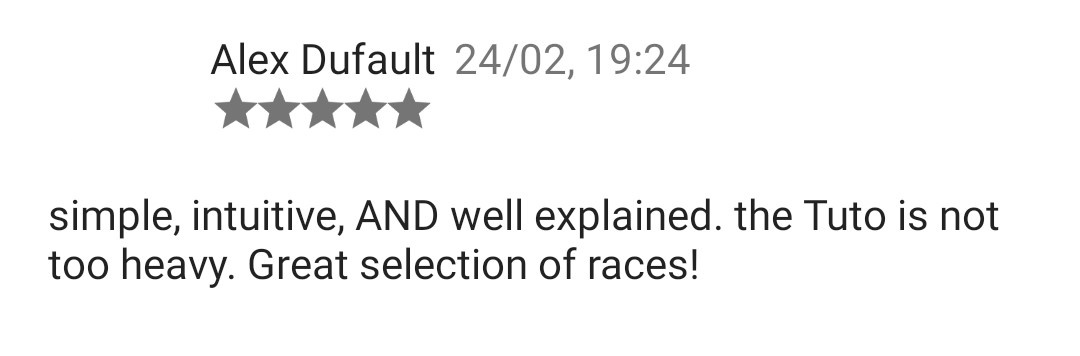 Alex Dufault 24/02, 19:24
simple, intuitive, AND well explained. the Tuto is not
too heavy. Great selection of races!